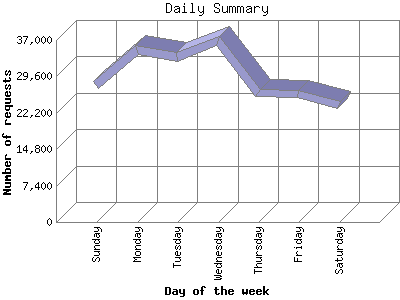 Daily Summary
Number of requests
37,000
29,600
22,200
14,800
7,400
0
Sunday
Monday
Tuesday
Wednesday
Thursday
Friday
Saturday
Day of the week